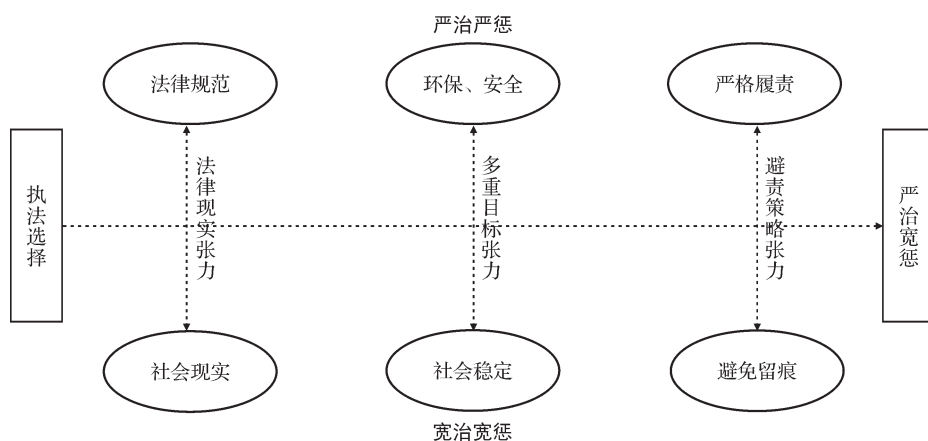 严治严惩
法律规范
环保、安全
严格履责
执法选择
法律现实张力
多重目标张力
避责策略张力
严治宽惩
社会现实
社会稳定
避免留痕
宽治宽惩